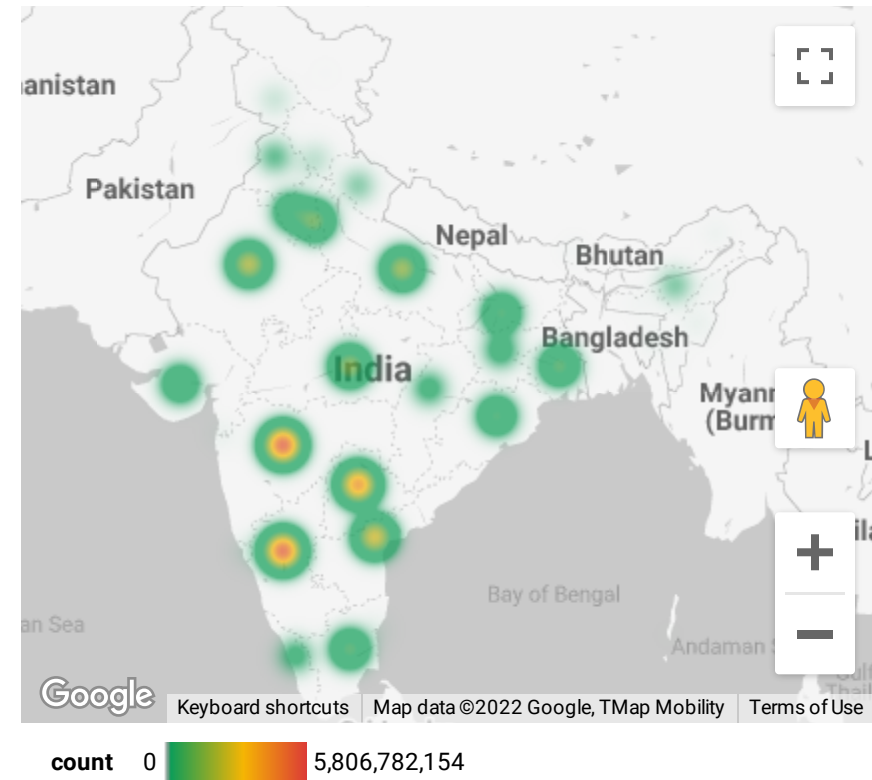 anistan
Pakistan
Nepal
Bhutan
Bangladesh
India
Myanm
(Burm
Bay of Bengal
an Sea
Andaman
Google
Keyboard shortcuts
Map data ©2022 Google, TMap Mobility
Terms of Use
count 0 5,806,782,154